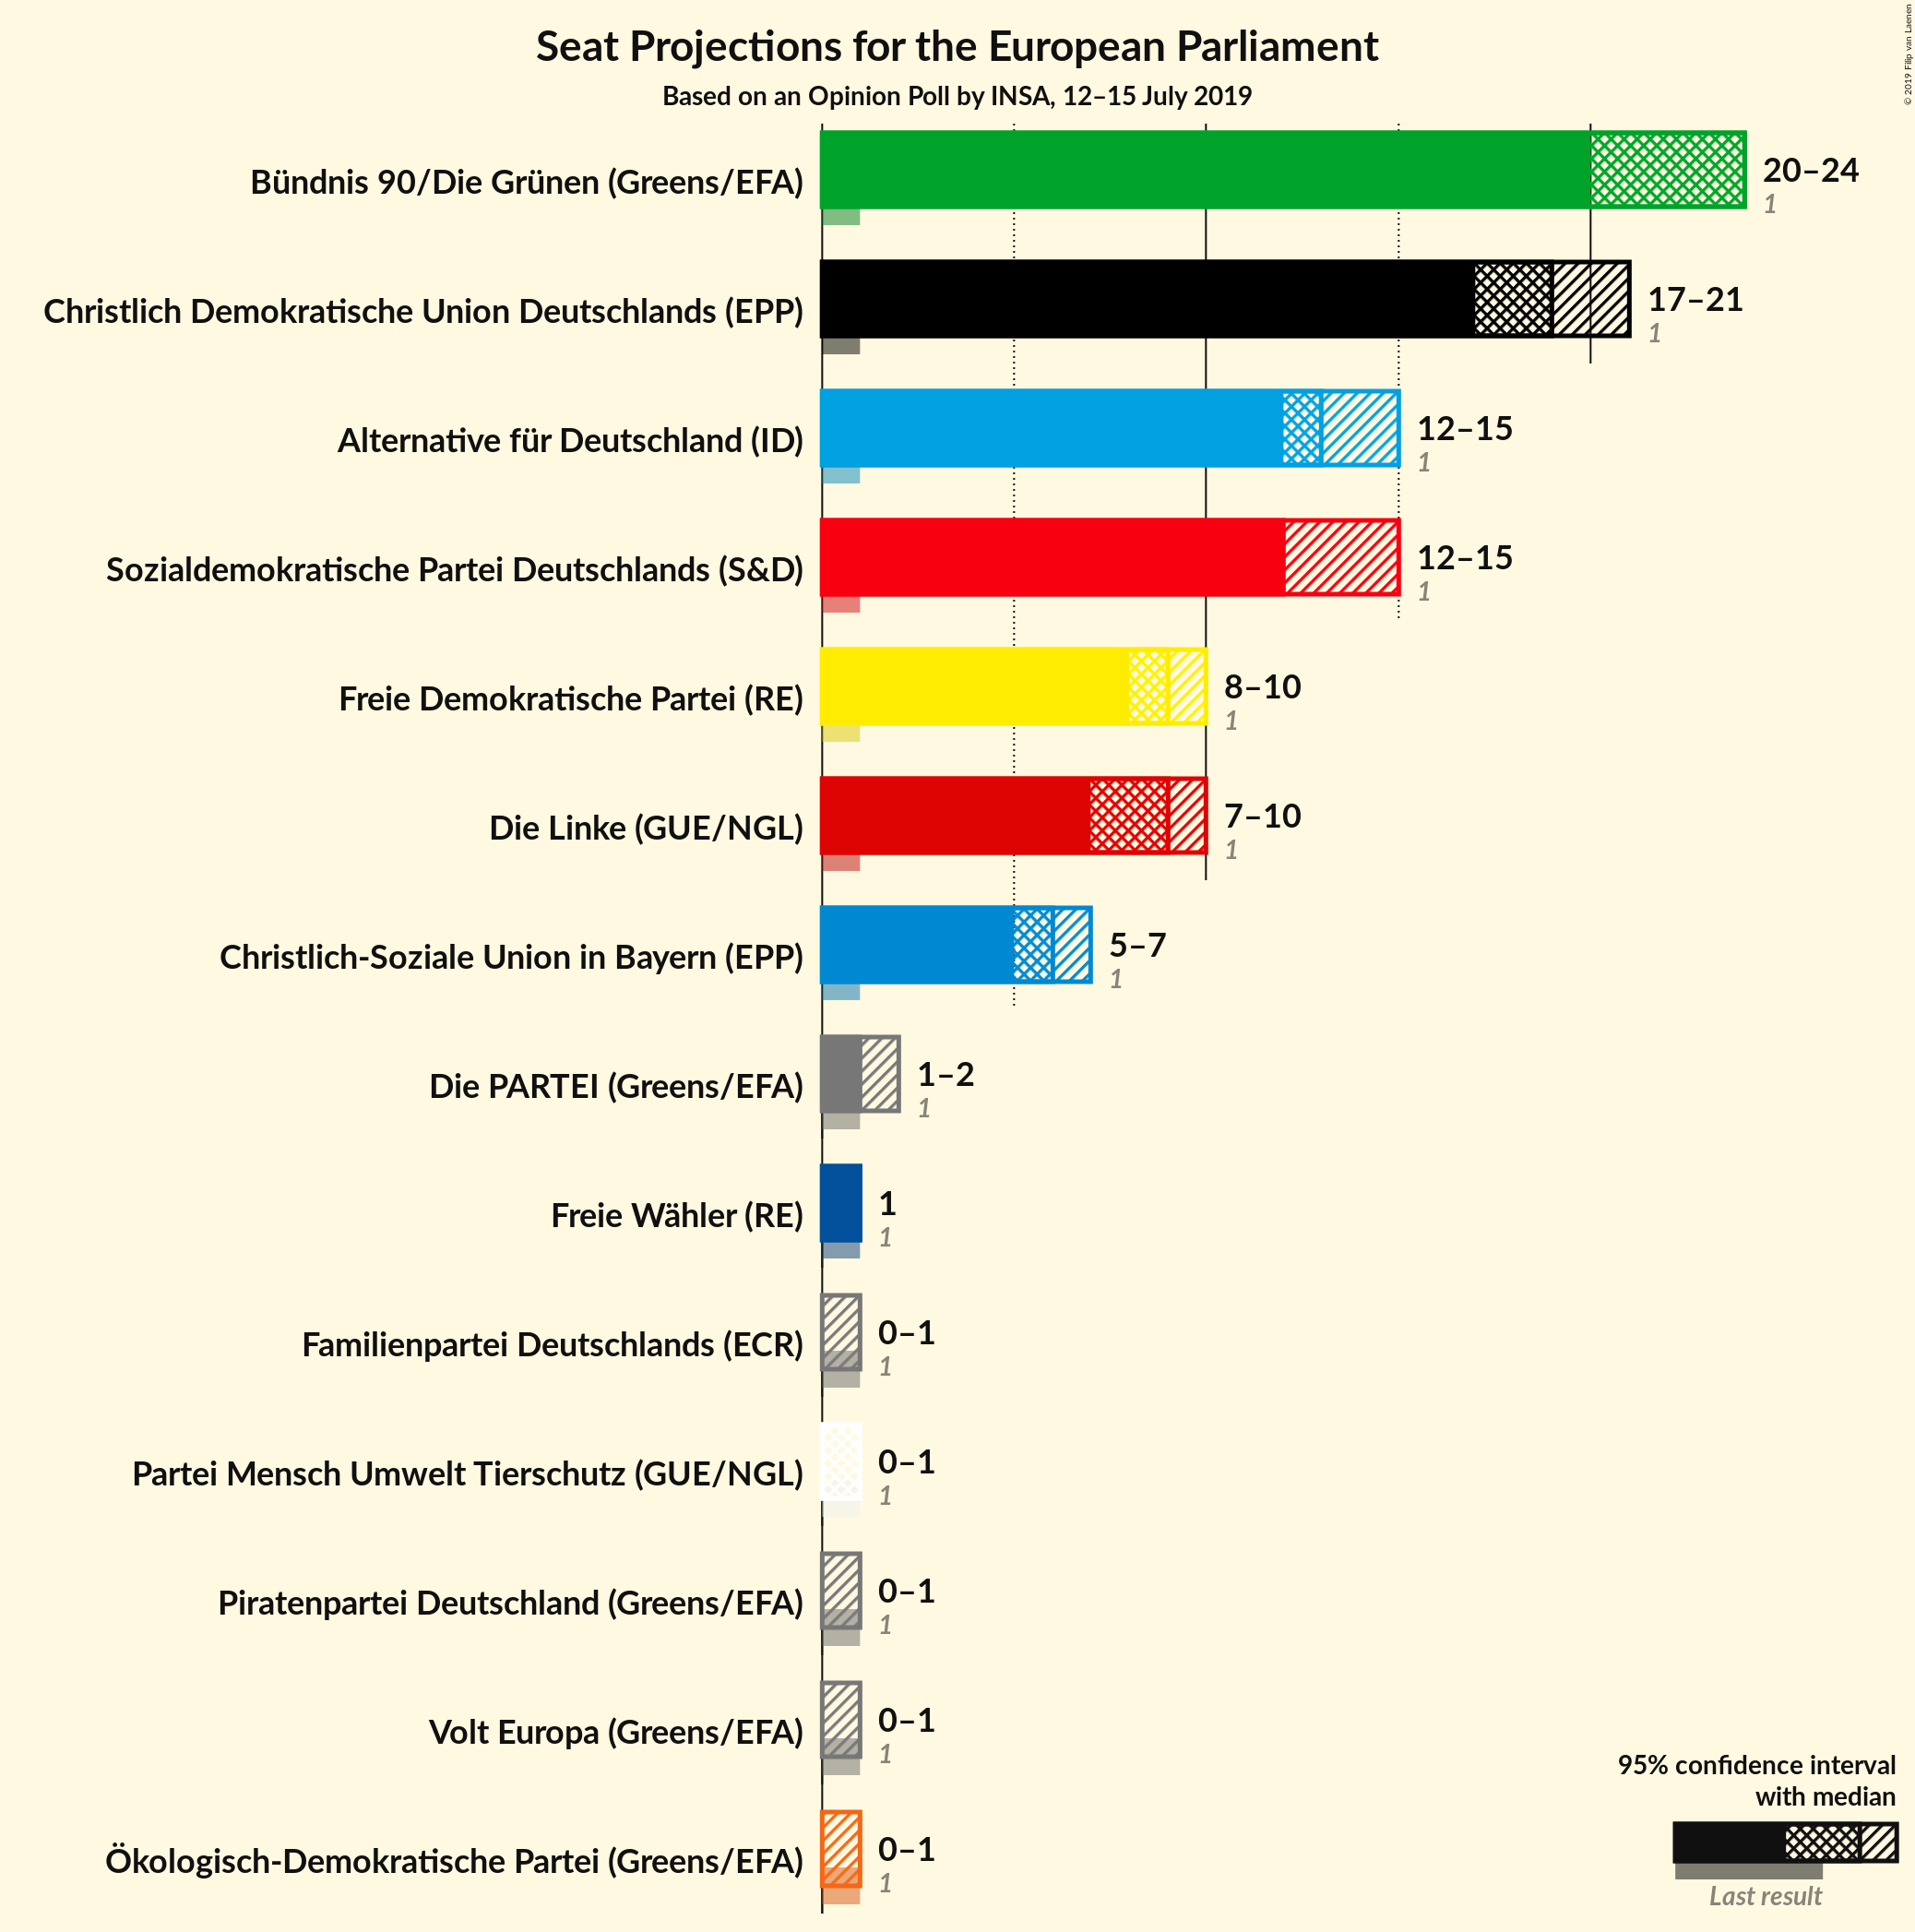 Seat Projections for the European Parliament
Based on an Opinion Poll by INSA, 12–15 July 2019
© 2019 Filip van Laenen
Bündnis 90/Die Grünen (Greens/EFA)
20–24
1
Christlich Demokratische Union Deutschlands (EPP)
17–21
1
Alternative für Deutschland (ID)
12–15
1
Sozialdemokratische Partei Deutschlands (S&D)
12–15
1
Freie Demokratische Partei (RE)
8–10
1
Die Linke (GUE/NGL)
7–10
1
Christlich-Soziale Union in Bayern (EPP)
5–7
1
Die PARTEI (Greens/EFA)
1–2
1
Freie Wähler (RE)
1
1
Familienpartei Deutschlands (ECR)
0–1
1
Partei Mensch Umwelt Tierschutz (GUE/NGL)
0–1
1
Piratenpartei Deutschland (Greens/EFA)
0–1
1
Volt Europa (Greens/EFA)
0–1
1
Ökologisch-Demokratische Partei (Greens/EFA)
0–1
1
95% confidence interval
with median
Last result